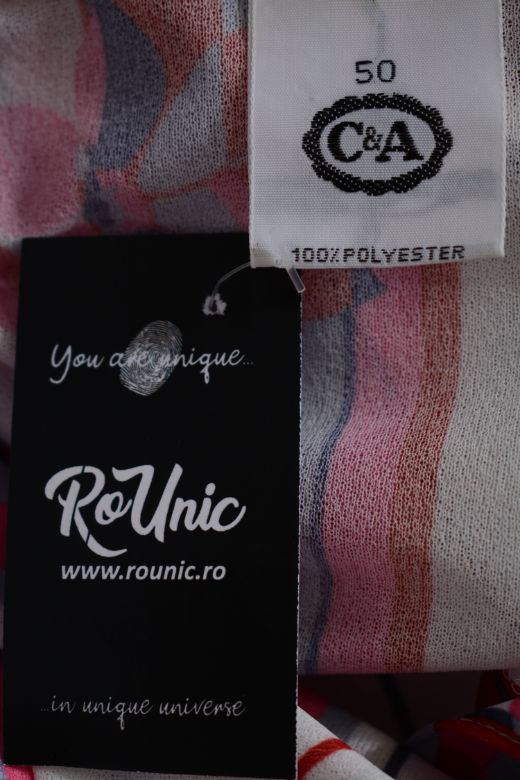 50
C&A
100% POLYESTER
You are unique...
RoUnic
www.rounic.ro
...in unique universe